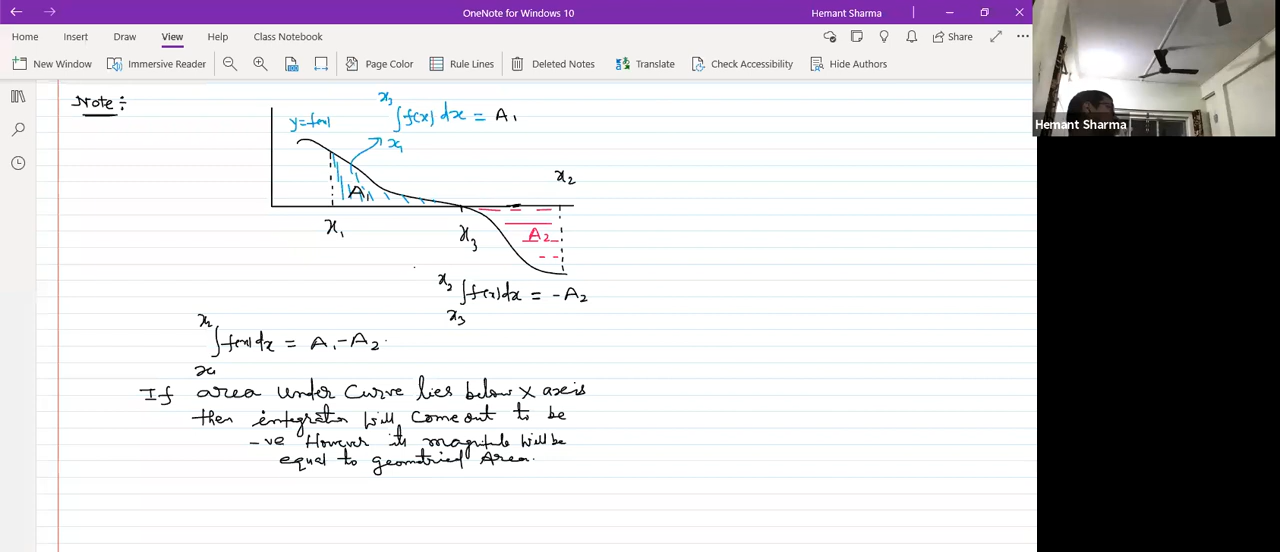 OneNote for Windows 10
Hemant Sharma
Home Insert Draw View Help Class Notebook
Share
New Window Immersive Reader Page Color Rule Lines Deleted Notes Translate Check Accessibility Hide Authors
Hemant Sharma
Note:
y=f(x)
x₃
∫f(x) dx = A₁
x₁
A₁
x₂
x₁
x₃
A₂
x₂
∫f(x)dx = -A₂
x₃
x₂
∫f(x)dx = A₁-A₂
x₁
If area under Curve lies below X axis
then integration will come out to be
-ve However its magnitude will be
equal to geometrical Area.